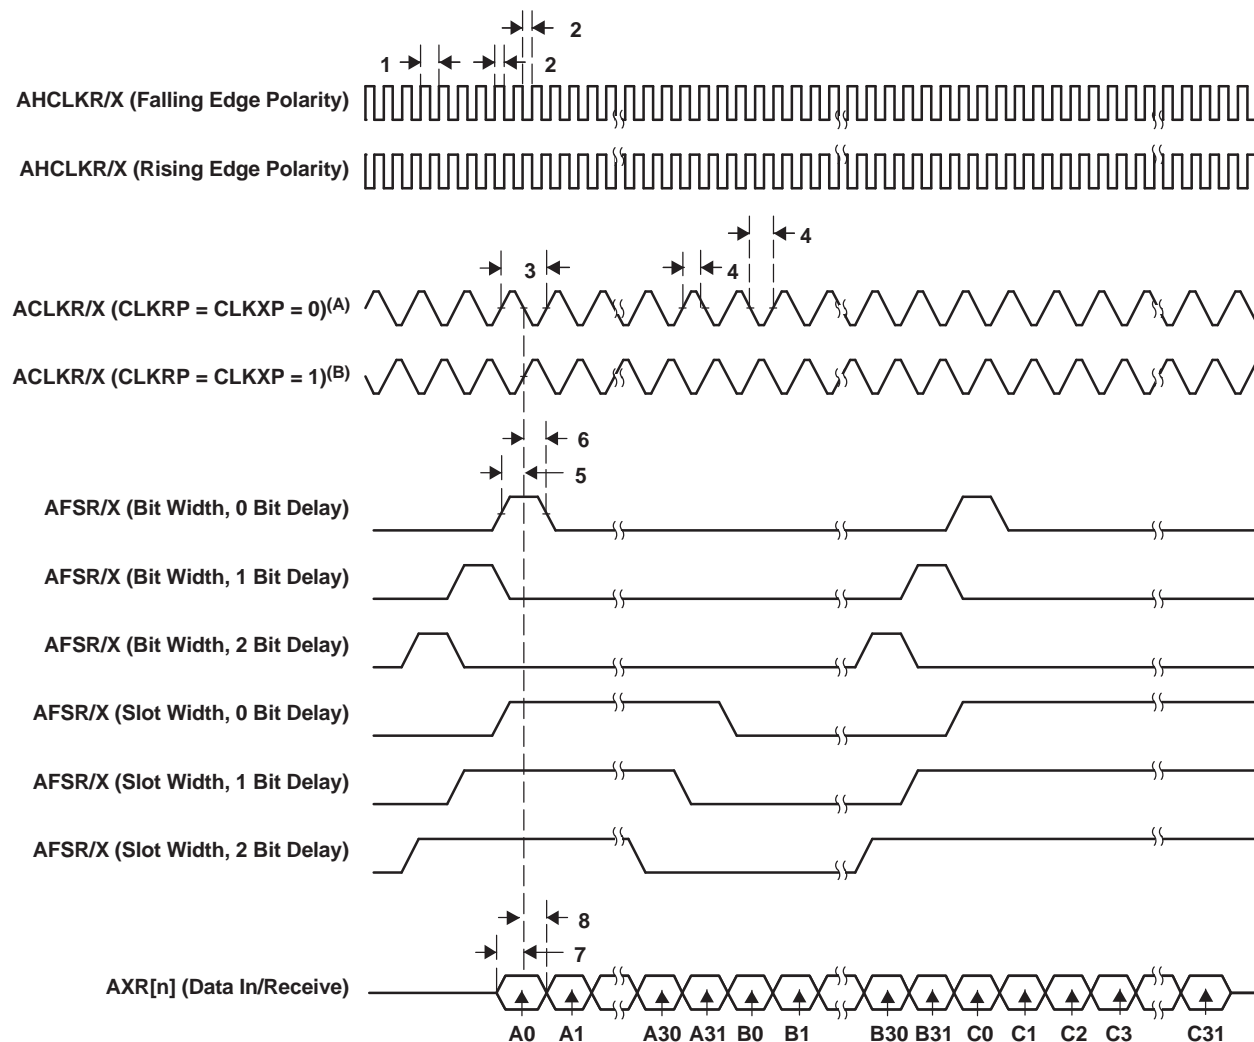 2
1
2
AHCLKR/X (Falling Edge Polarity)
AHCLKR/X (Rising Edge Polarity)
4
3
4
ACLKR/X (CLKRP = CLKXP = 0)(A)
ACLKR/X (CLKRP = CLKXP = 1)(B)
6
5
AFSR/X (Bit Width, 0 Bit Delay)
AFSR/X (Bit Width, 1 Bit Delay)
AFSR/X (Bit Width, 2 Bit Delay)
AFSR/X (Slot Width, 0 Bit Delay)
AFSR/X (Slot Width, 1 Bit Delay)
AFSR/X (Slot Width, 2 Bit Delay)
8
7
AXR[n] (Data In/Receive)
A0 A1 A30 A31 B0 B1 B30 B31 C0 C1 C2 C3 C31